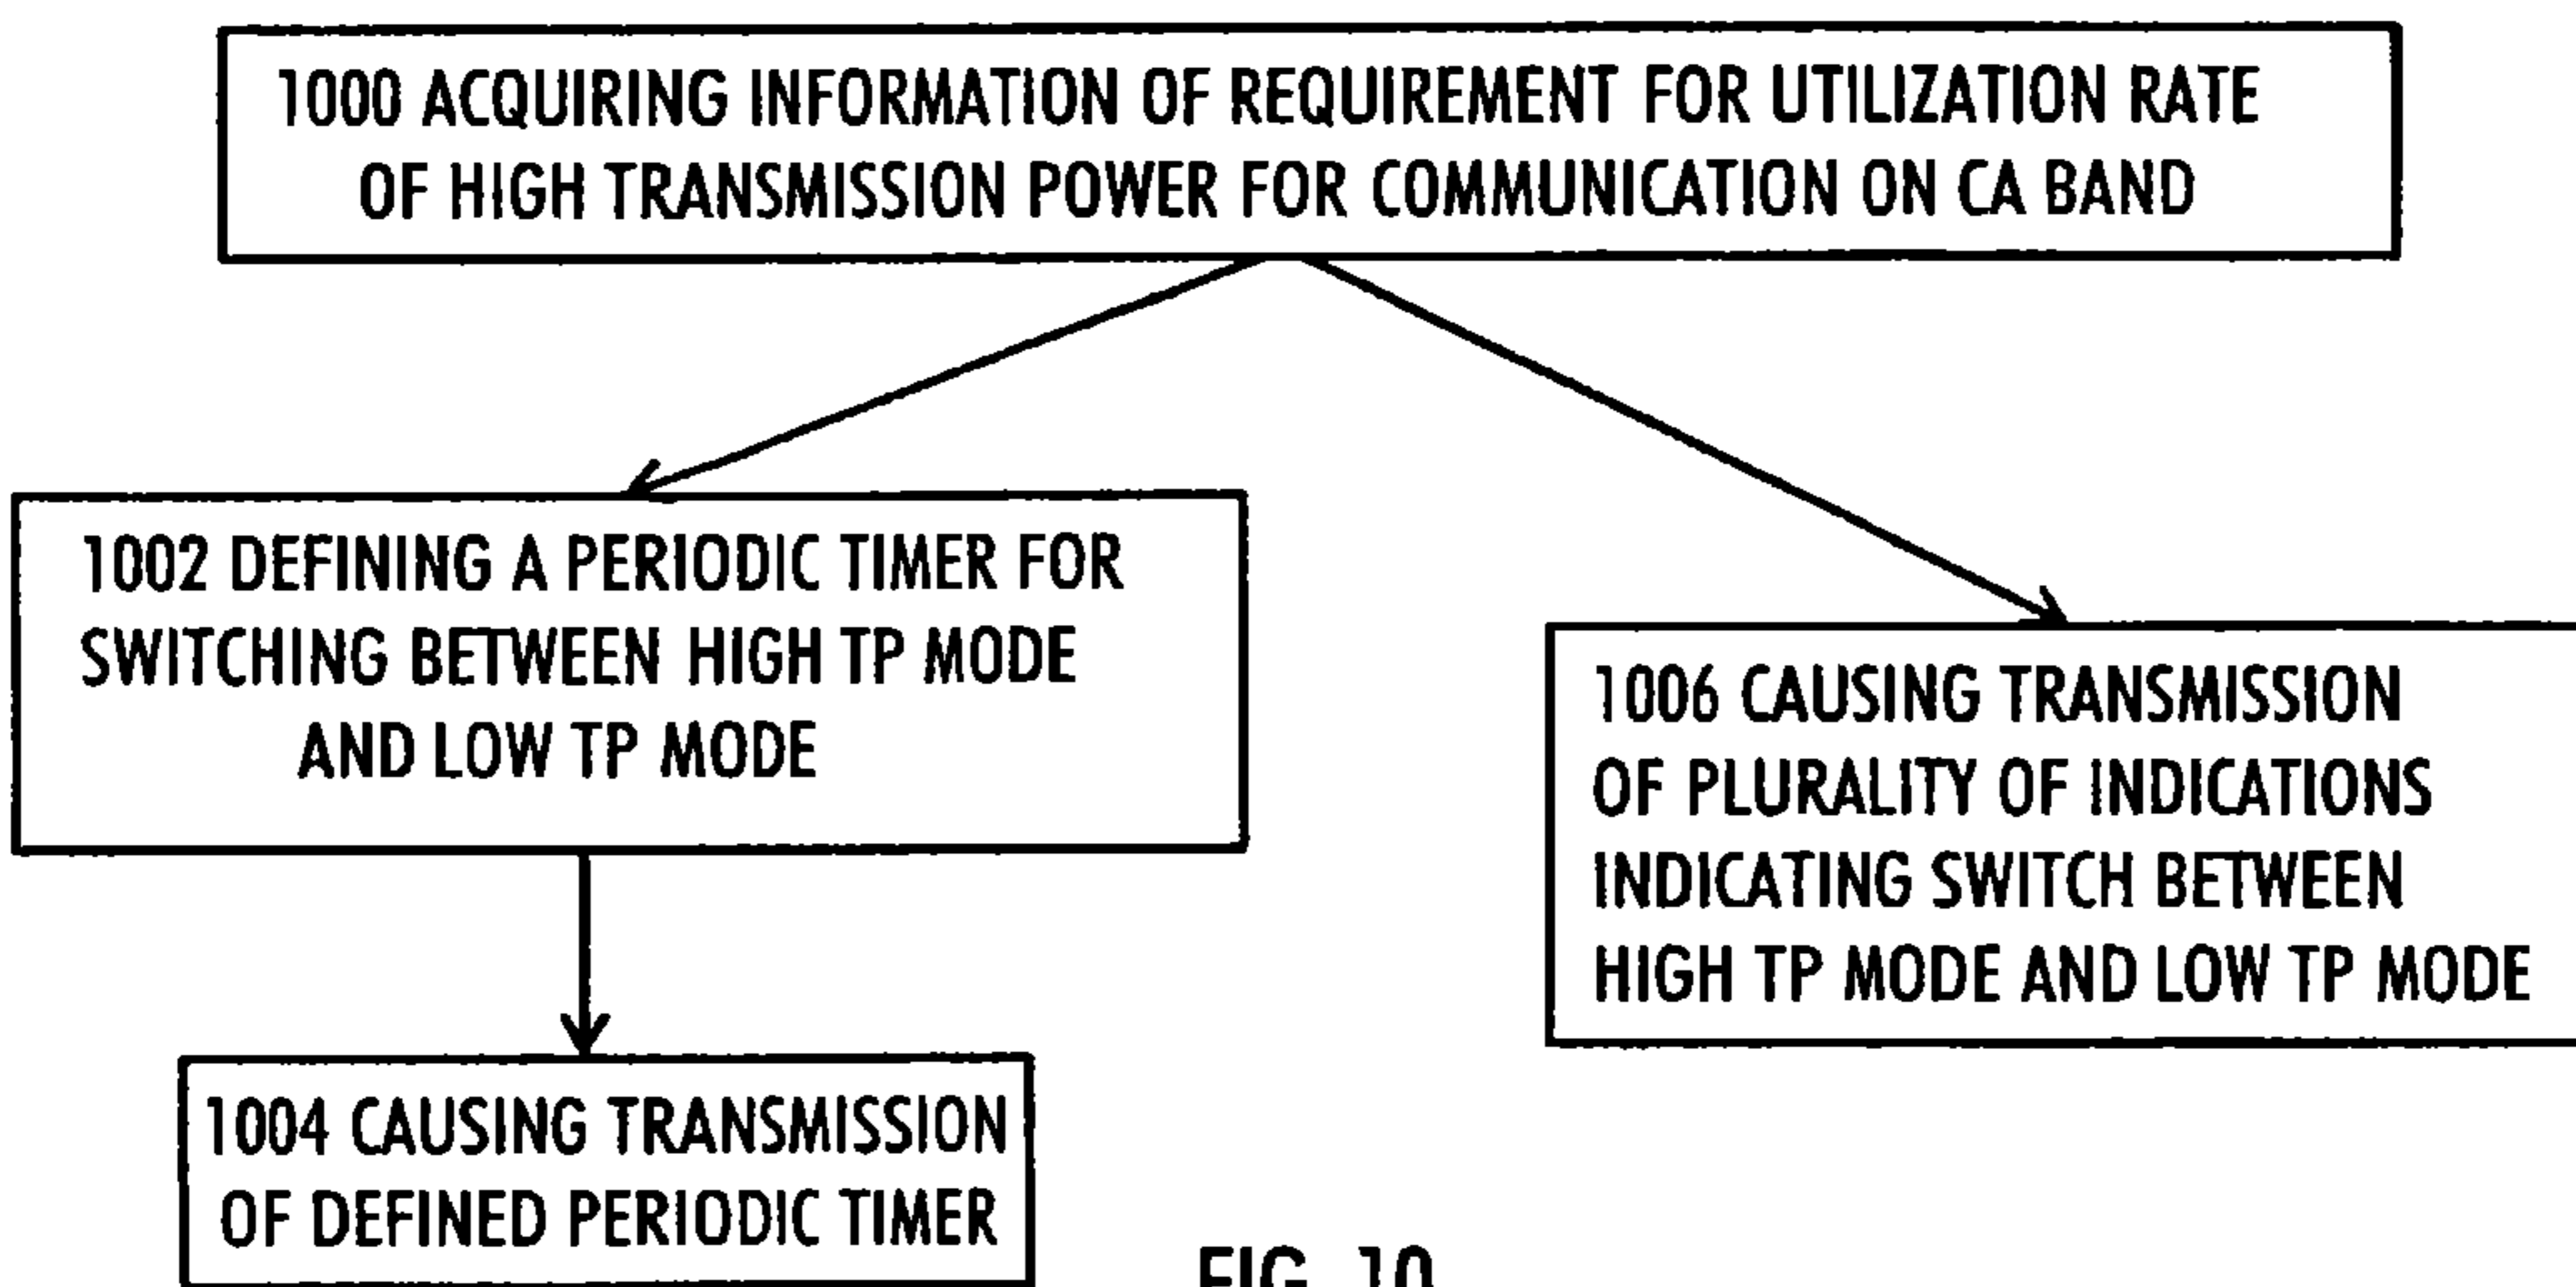 1000 ACQUIRING INFORMATION OF REQUIREMENT FOR UTILIZATION RATE
OF HIGH TRANSMISSION POWER FOR COMMUNICATION ON CA BAND
1002 DEFINING A PERIODIC TIMER FOR
SWITCHING BETWEEN HIGH TP MODE
AND LOW TP MODE
1004 CAUSING TRANSMISSION
OF DEFINED PERIODIC TIMER
1006 CAUSING TRANSMISSION
OF PLURALITY OF INDICATIONS
INDICATING SWITCH BETWEEN
HIGH TP MODE AND LOW TP MODE
FIG. 10